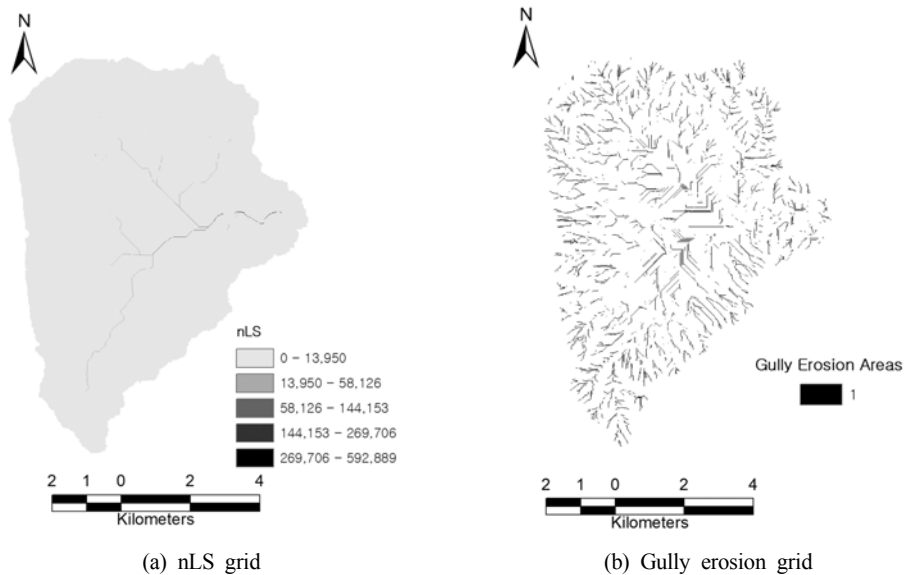 N
nLS
0 - 13,950
13,950 - 58,126
58,126 - 144,153
144,153 - 269,706
269,706 - 592,889
2 1 0 2 4
Kilometers
(a) nLS grid
N
Gully Erosion Areas
1
2 1 0 2 4
Kilometers
(b) Gully erosion grid